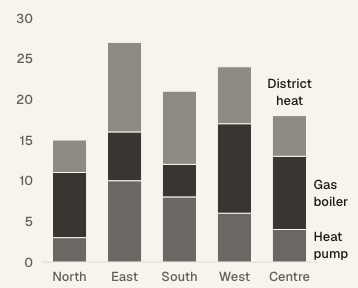 30
25
20
15
10
5
0
District
heat
Gas
boiler
Heat
pump
North East South West Centre